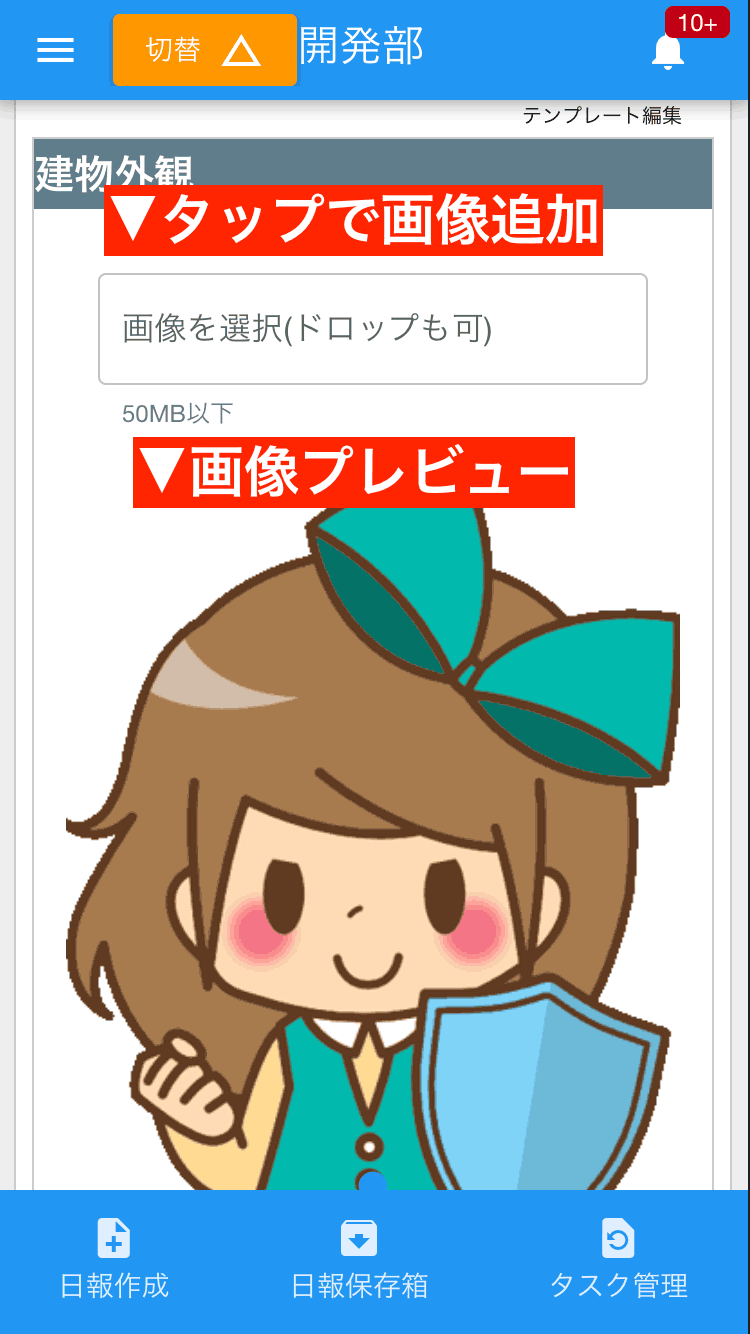 切替 △ 開発部 10+
テンプレート編集
建物外観
▼タップで画像追加
画像を選択(ドロップも可)
50MB以下
▼画像プレビュー
日報作成 日報保存箱 タスク管理